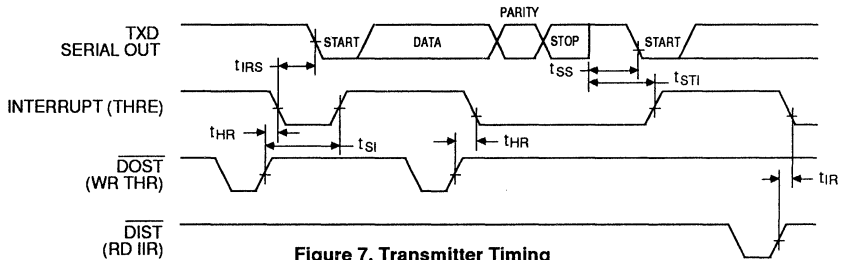 PARITY
TXD
SERIAL OUT
START
DATA
STOP
START
tIRS
tSS
tSTI
INTERRUPT (THRE)
tHR
tSI
tHR
DOST
(WR THR)
tIR
DIST
(RD IIR)
Figure 7. Transmitter Timing